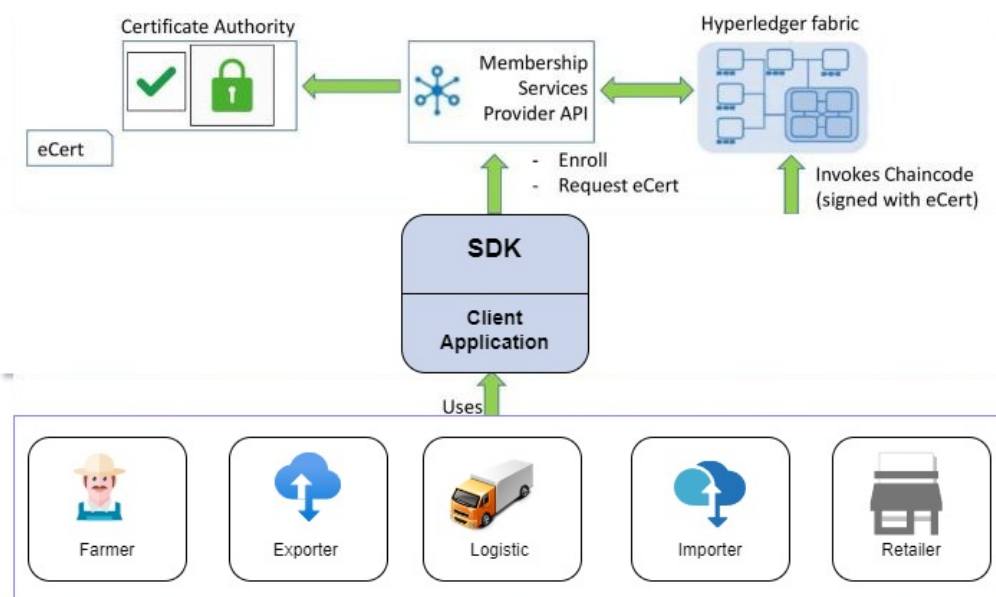 Certificate Authority
Hyperledger fabric
Membership
Services
Provider API
eCert
- Enroll
- Request eCert
Invokes Chaincode
(signed with eCert)
SDK
Client
Application
Uses
Farmer
Exporter
Logistic
Importer
Retailer